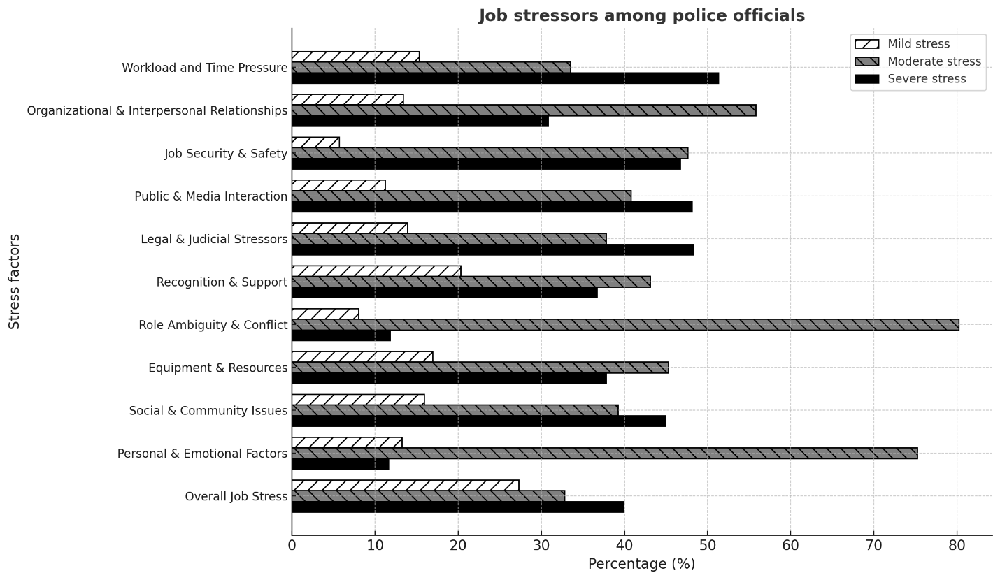 Job stressors among police officials
Mild stress
Moderate stress
Severe stress
Stress factors
Workload and Time Pressure
Organizational & Interpersonal Relationships
Job Security & Safety
Public & Media Interaction
Legal & Judicial Stressors
Recognition & Support
Role Ambiguity & Conflict
Equipment & Resources
Social & Community Issues
Personal & Emotional Factors
Overall Job Stress
0 10 20 30 40 50 60 70 80
Percentage (%)